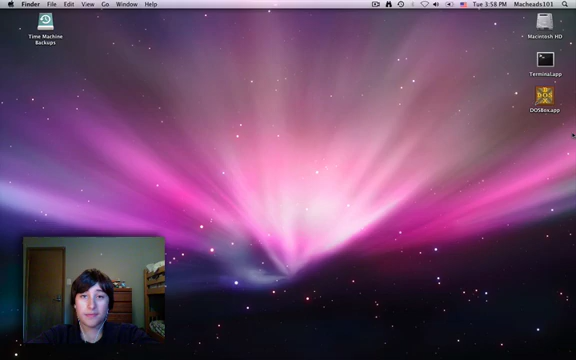 Finder File Edit View Go Window Help Tue 3:58 PM Macheads101
Time Machine
Backups
Macintosh HD
Terminal.app
DOS
DOSBox.app